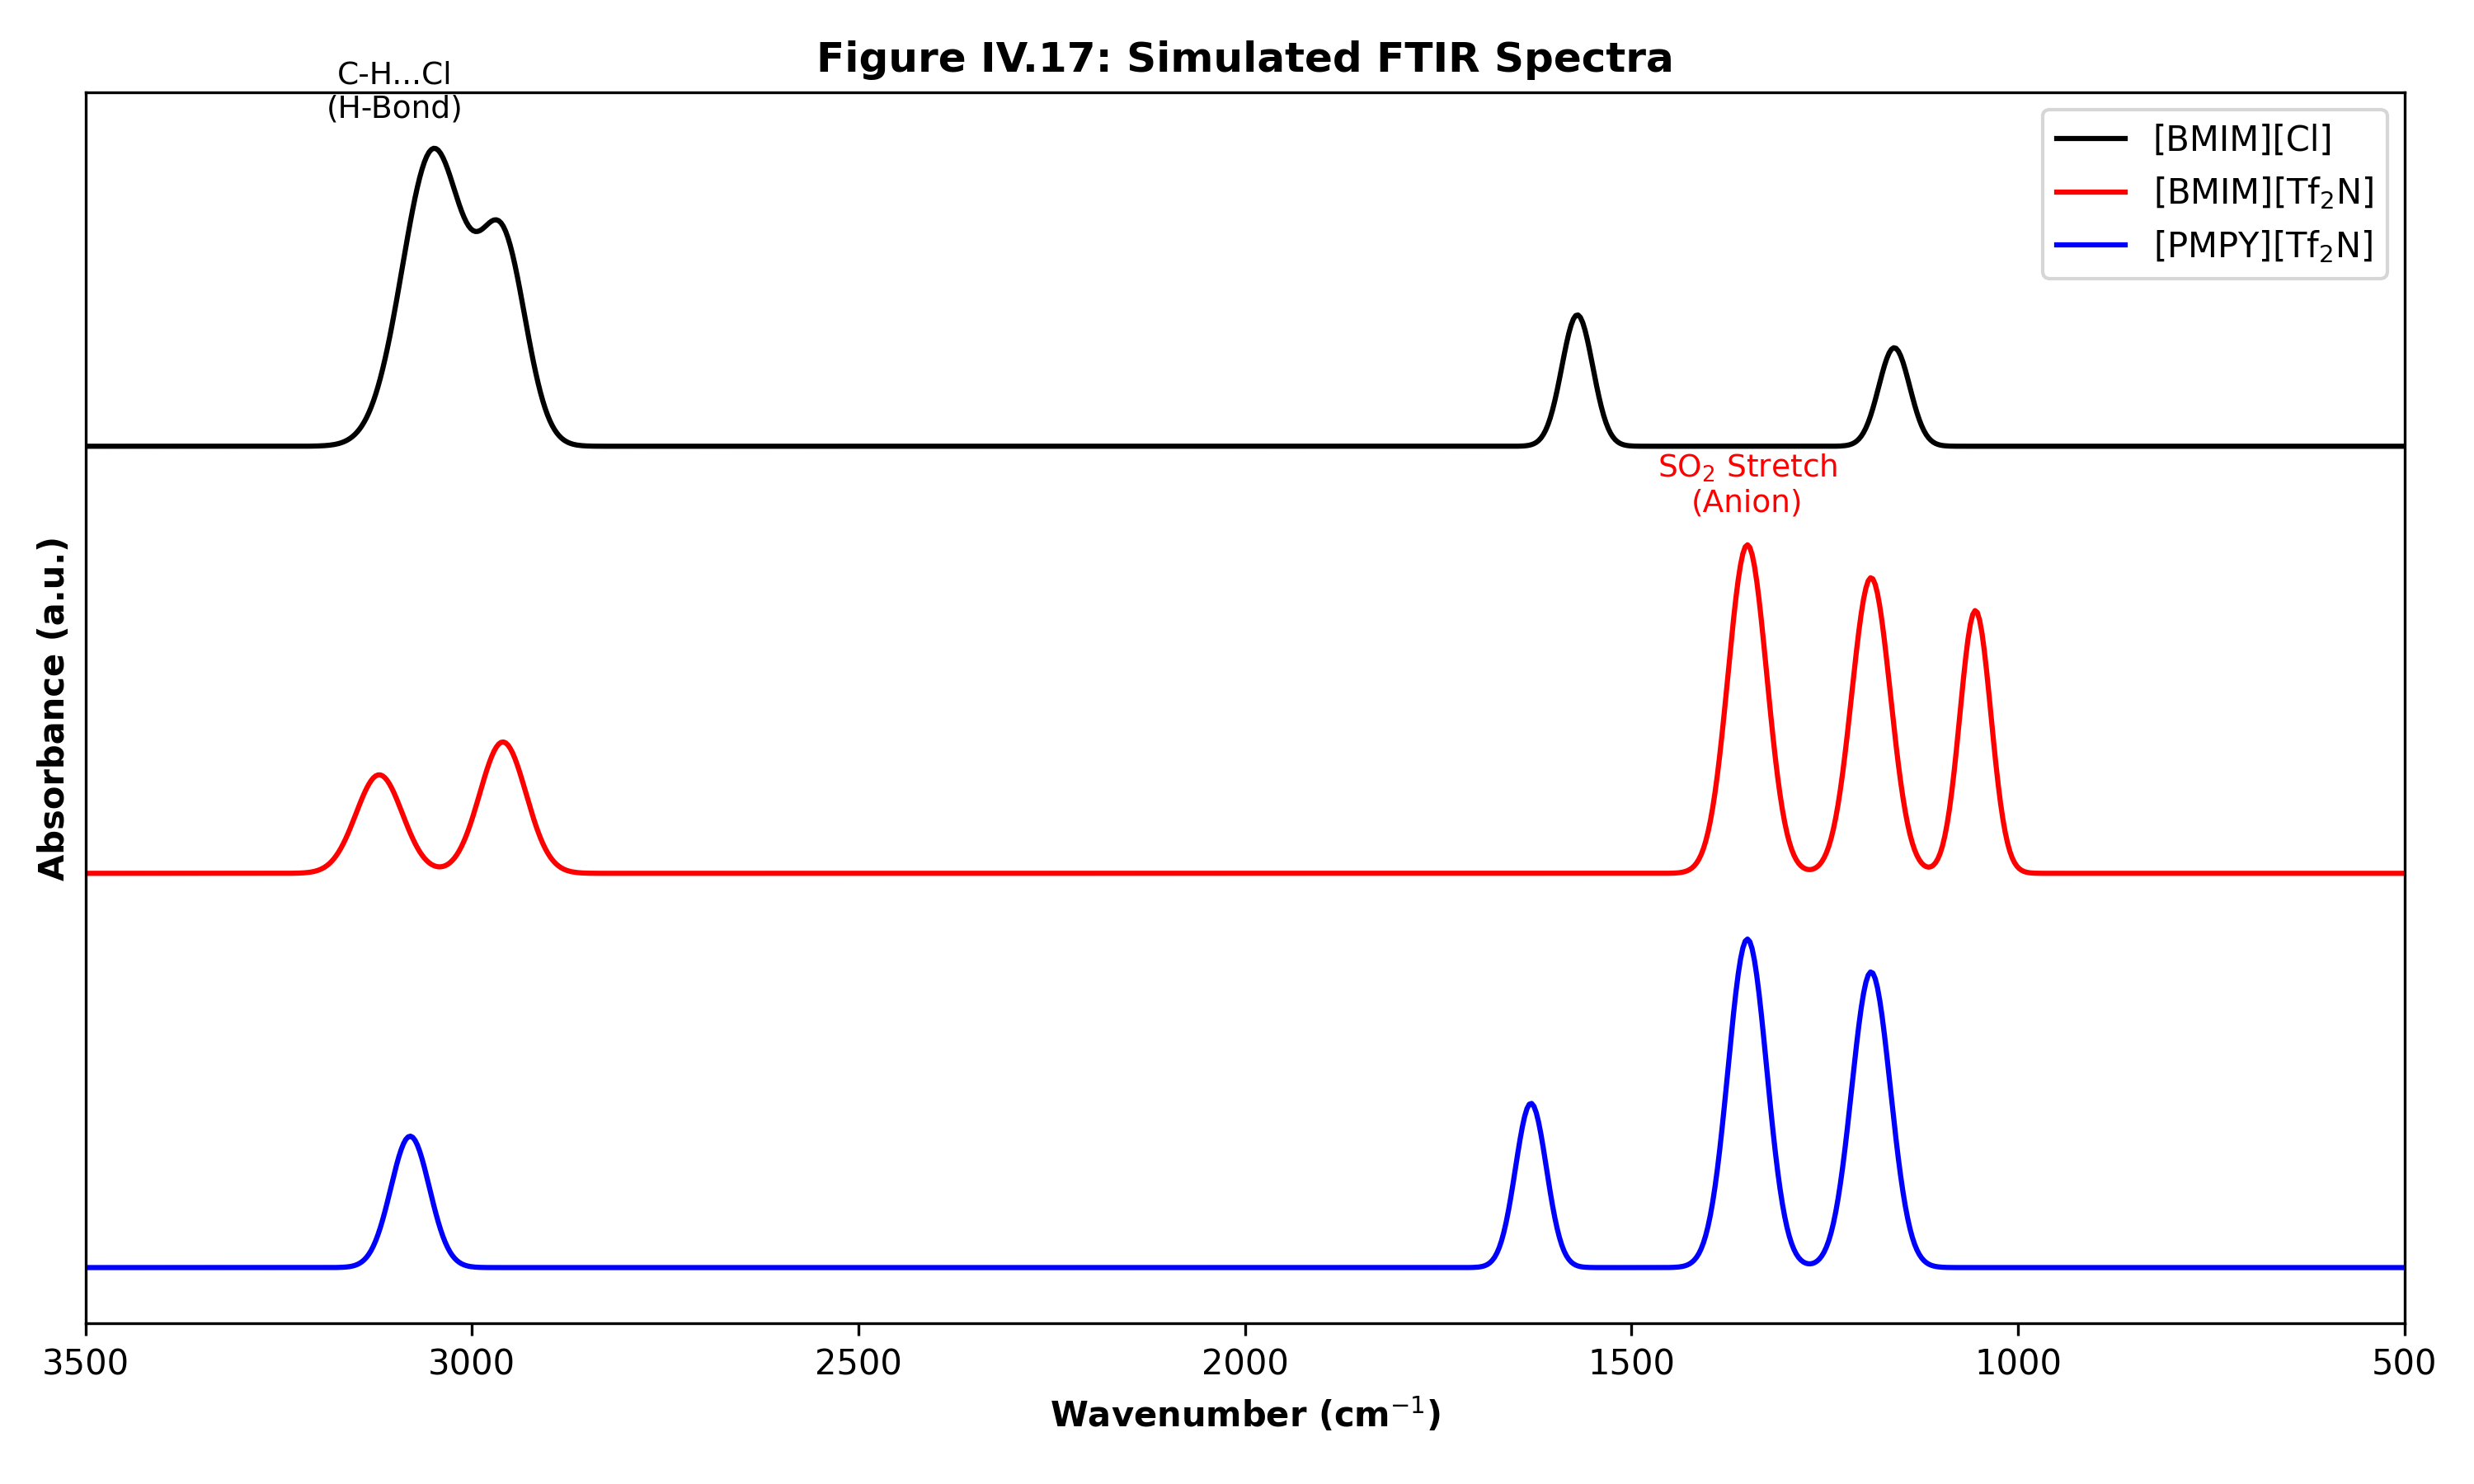 Figure IV.17: Simulated FTIR Spectra
C-H...Cl
(H-Bond)
[BMIM][Cl]
[BMIM][Tf₂N]
[PMPY][Tf₂N]
SO₂ Stretch
(Anion)
Absorbance (a.u.)
3500 3000 2500 2000 1500 1000 500
Wavenumber (cm⁻¹)